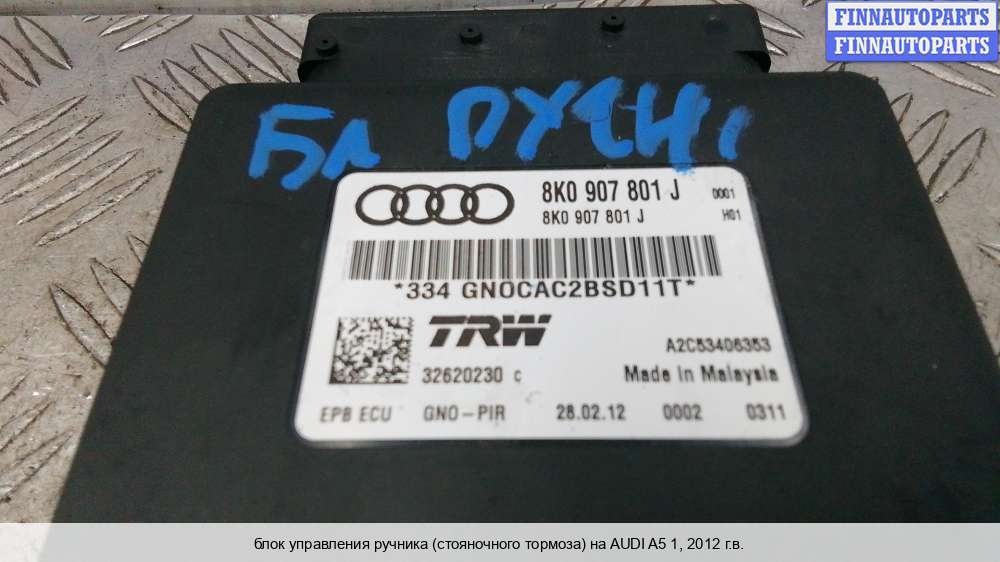 FINNAUTOPARTS
FINNAUTOPARTS
БЛ РУЧН
8K0 907 801 J 0001
8K0 907 801 J H01
*334 GNOCAC2BSD11T*
TRW
A2C53406353
32620230 c Made in Malaysia
EPB ECU GNO-PIR 28.02.12 0002 0311
блок управления ручника (стояночного тормоза) на AUDI A5 1, 2012 г.в.